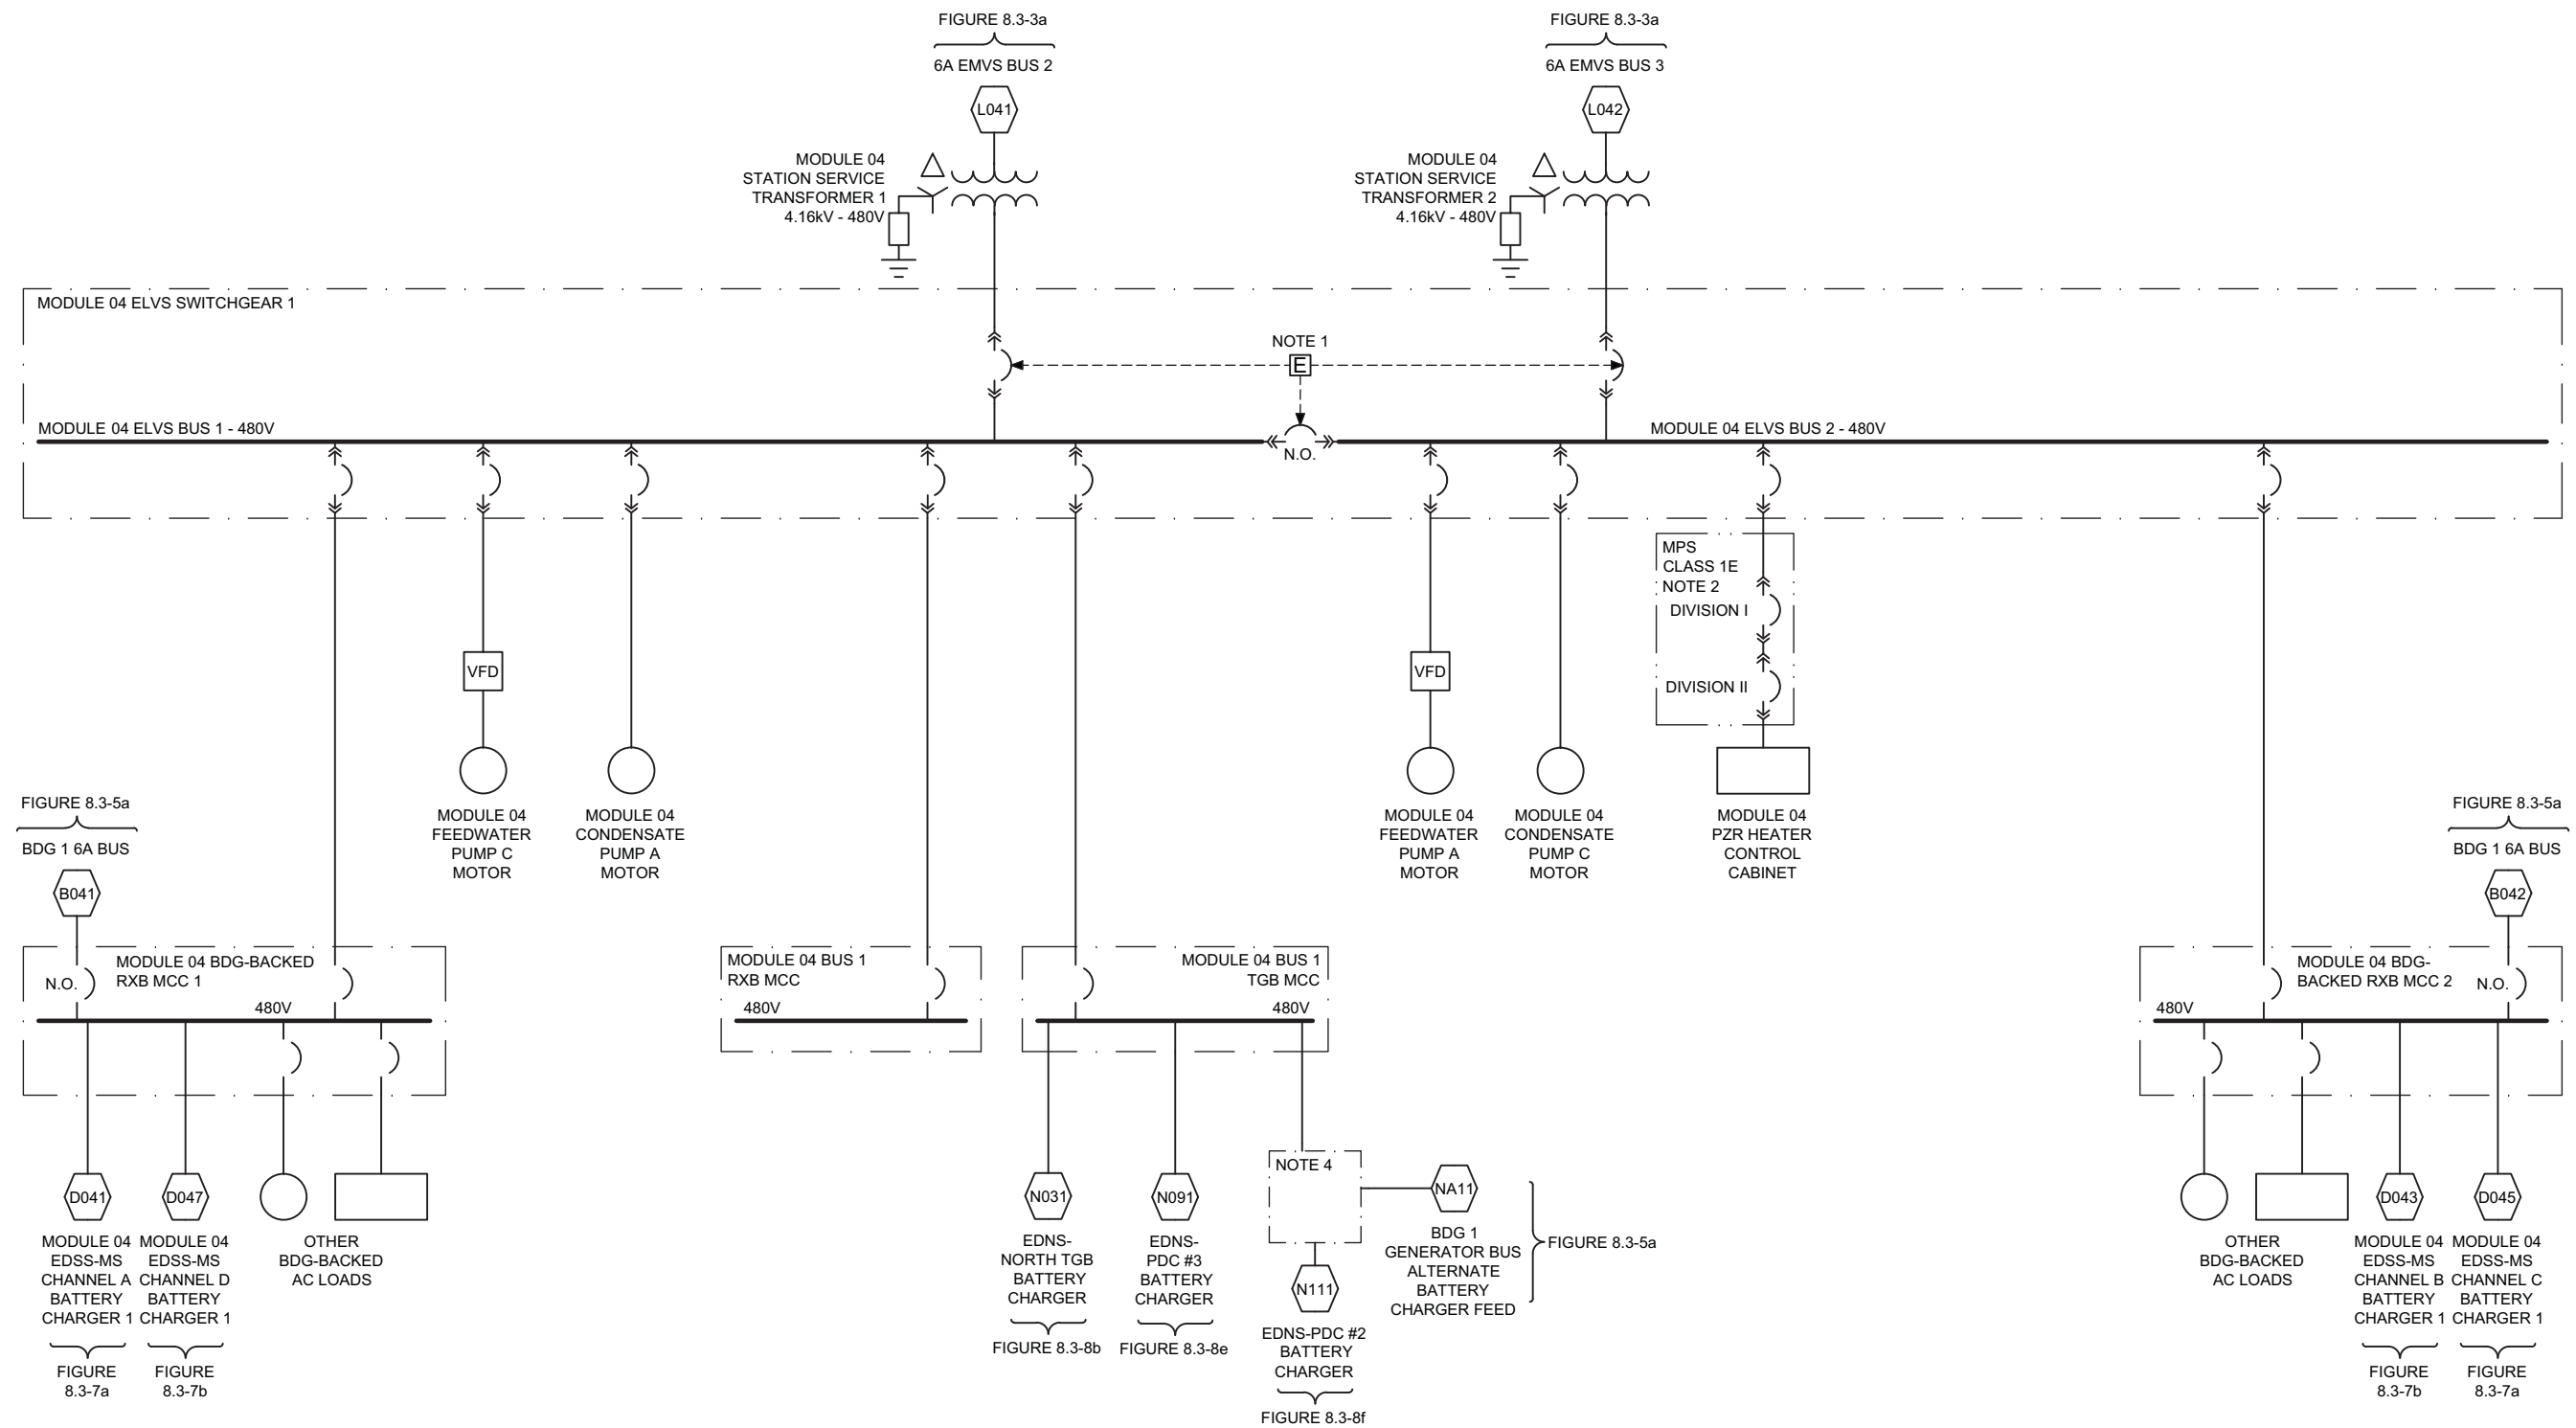 FIGURE 8.3-3a
6A EMVS BUS 2
L041
MODULE 04
STATION SERVICE
TRANSFORMER 1
4.16kV - 480V
FIGURE 8.3-3a
6A EMVS BUS 3
L042
MODULE 04
STATION SERVICE
TRANSFORMER 2
4.16kV - 480V
MODULE 04 ELVS SWITCHGEAR 1
NOTE 1
E
MODULE 04 ELVS BUS 1 - 480V
N.O.
MODULE 04 ELVS BUS 2 - 480V
VFD
MODULE 04
FEEDWATER
PUMP C
MOTOR
MODULE 04
CONDENSATE
PUMP A
MOTOR
VFD
MODULE 04
FEEDWATER
PUMP A
MOTOR
MODULE 04
CONDENSATE
PUMP C
MOTOR
MPS
CLASS 1E
NOTE 2
DIVISION I
DIVISION II
MODULE 04
PZR HEATER
CONTROL
CABINET
FIGURE 8.3-5a
BDG 1 6A BUS
B041
N.O.
MODULE 04 BDG-BACKED
RXB MCC 1
480V
D041
MODULE 04
EDSS-MS
CHANNEL A
BATTERY
CHARGER 1
FIGURE
8.3-7a
D047
MODULE 04
EDSS-MS
CHANNEL D
BATTERY
CHARGER 1
FIGURE
8.3-7b
OTHER
BDG-BACKED
AC LOADS
MODULE 04 BUS 1
RXB MCC
480V
MODULE 04 BUS 1
TGB MCC
480V
N031
EDNS-
NORTH TGB
BATTERY
CHARGER
FIGURE 8.3-8b
N091
EDNS-
PDC #3
BATTERY
CHARGER
FIGURE 8.3-8e
NOTE 4
N111
EDNS-PDC #2
BATTERY
CHARGER
FIGURE 8.3-8f
NA11
BDG 1
GENERATOR BUS
ALTERNATE
BATTERY
CHARGER FEED
FIGURE 8.3-5a
FIGURE 8.3-5a
BDG 1 6A BUS
B042
MODULE 04 BDG-
BACKED RXB MCC 2
N.O.
480V
OTHER
BDG-BACKED
AC LOADS
D043
MODULE 04
EDSS-MS
CHANNEL B
BATTERY
CHARGER 1
FIGURE
8.3-7b
D045
MODULE 04
EDSS-MS
CHANNEL C
BATTERY
CHARGER 1
FIGURE
8.3-7a